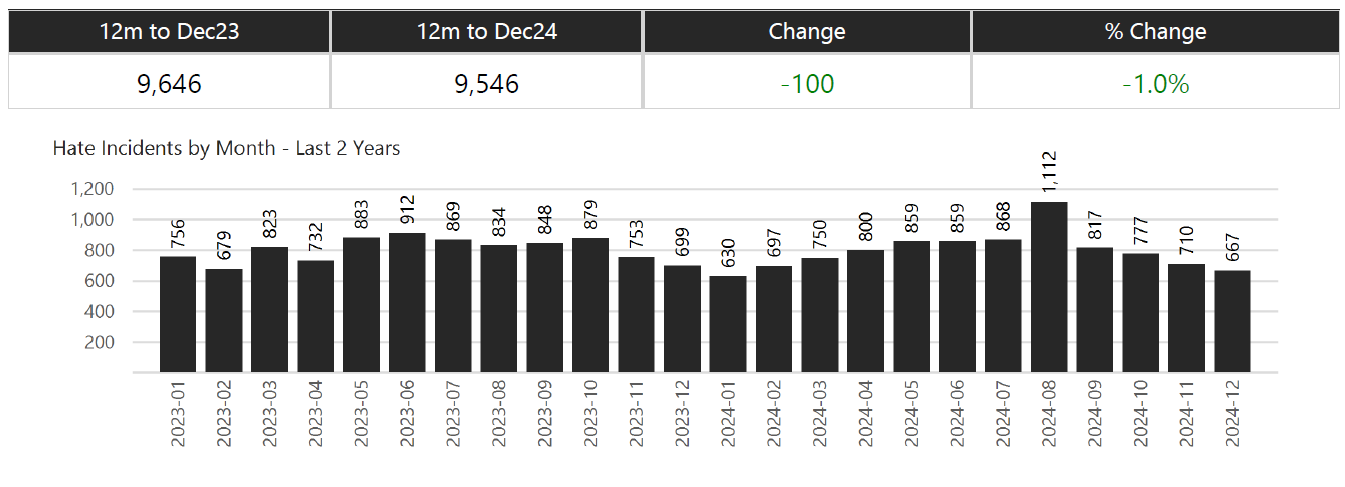 12m to Dec23 12m to Dec24 Change % Change
9,646 9,546 -100 -1.0%
Hate Incidents by Month - Last 2 Years
1,200
1,000
800
600
400
200
756 679 823 732 883 912 869 834 848 879 753 699 630 697 750 800 859 859 868 1,112 817 777 710 667
2023-01 2023-02 2023-03 2023-04 2023-05 2023-06 2023-07 2023-08 2023-09 2023-10 2023-11 2023-12 2024-01 2024-02 2024-03 2024-04 2024-05 2024-06 2024-07 2024-08 2024-09 2024-10 2024-11 2024-12